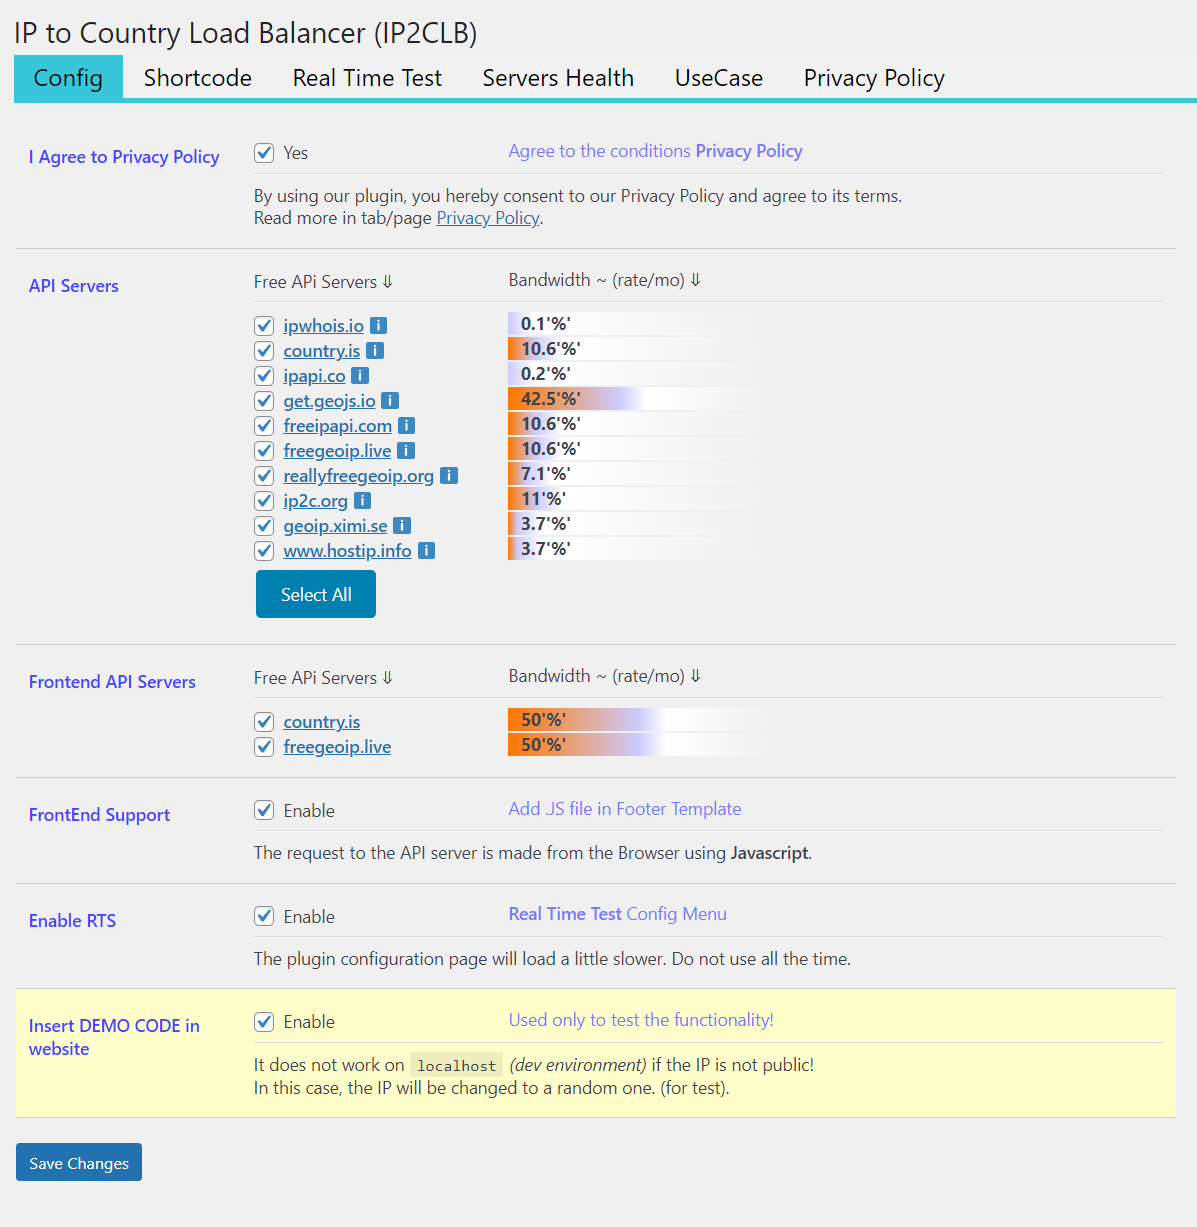 IP to Country Load Balancer (IP2CLB)
Config Shortcode Real Time Test Servers Health UseCase Privacy Policy
I Agree to Privacy Policy Yes Agree to the conditions Privacy Policy
By using our plugin, you hereby consent to our Privacy Policy and agree to its terms.
Read more in tab/page Privacy Policy.
API Servers Free APi Servers ⇓ Bandwidth ~ (rate/mo) ⇓
ipwhois.io i 0.1'%'
country.is i 10.6'%'
ipapi.co i 0.2'%'
get.geojs.io i 42.5'%'
freeipapi.com i 10.6'%'
freegeoip.live i 10.6'%'
reallyfreegeoip.org i 7.1'%'
ip2c.org i 11'%'
geoip.ximi.se i 3.7'%'
www.hostip.info i 3.7'%'
Select All
Frontend API Servers Free APi Servers ⇓ Bandwidth ~ (rate/mo) ⇓
country.is 50'%'
freegeoip.live 50'%'
FrontEnd Support Enable Add .JS file in Footer Template
The request to the API server is made from the Browser using Javascript.
Enable RTS Enable Real Time Test Config Menu
The plugin configuration page will load a little slower. Do not use all the time.
Insert DEMO CODE in website Enable Used only to test the functionality!
It does not work on localhost (dev environment) if the IP is not public!
In this case, the IP will be changed to a random one. (for test).
Save Changes